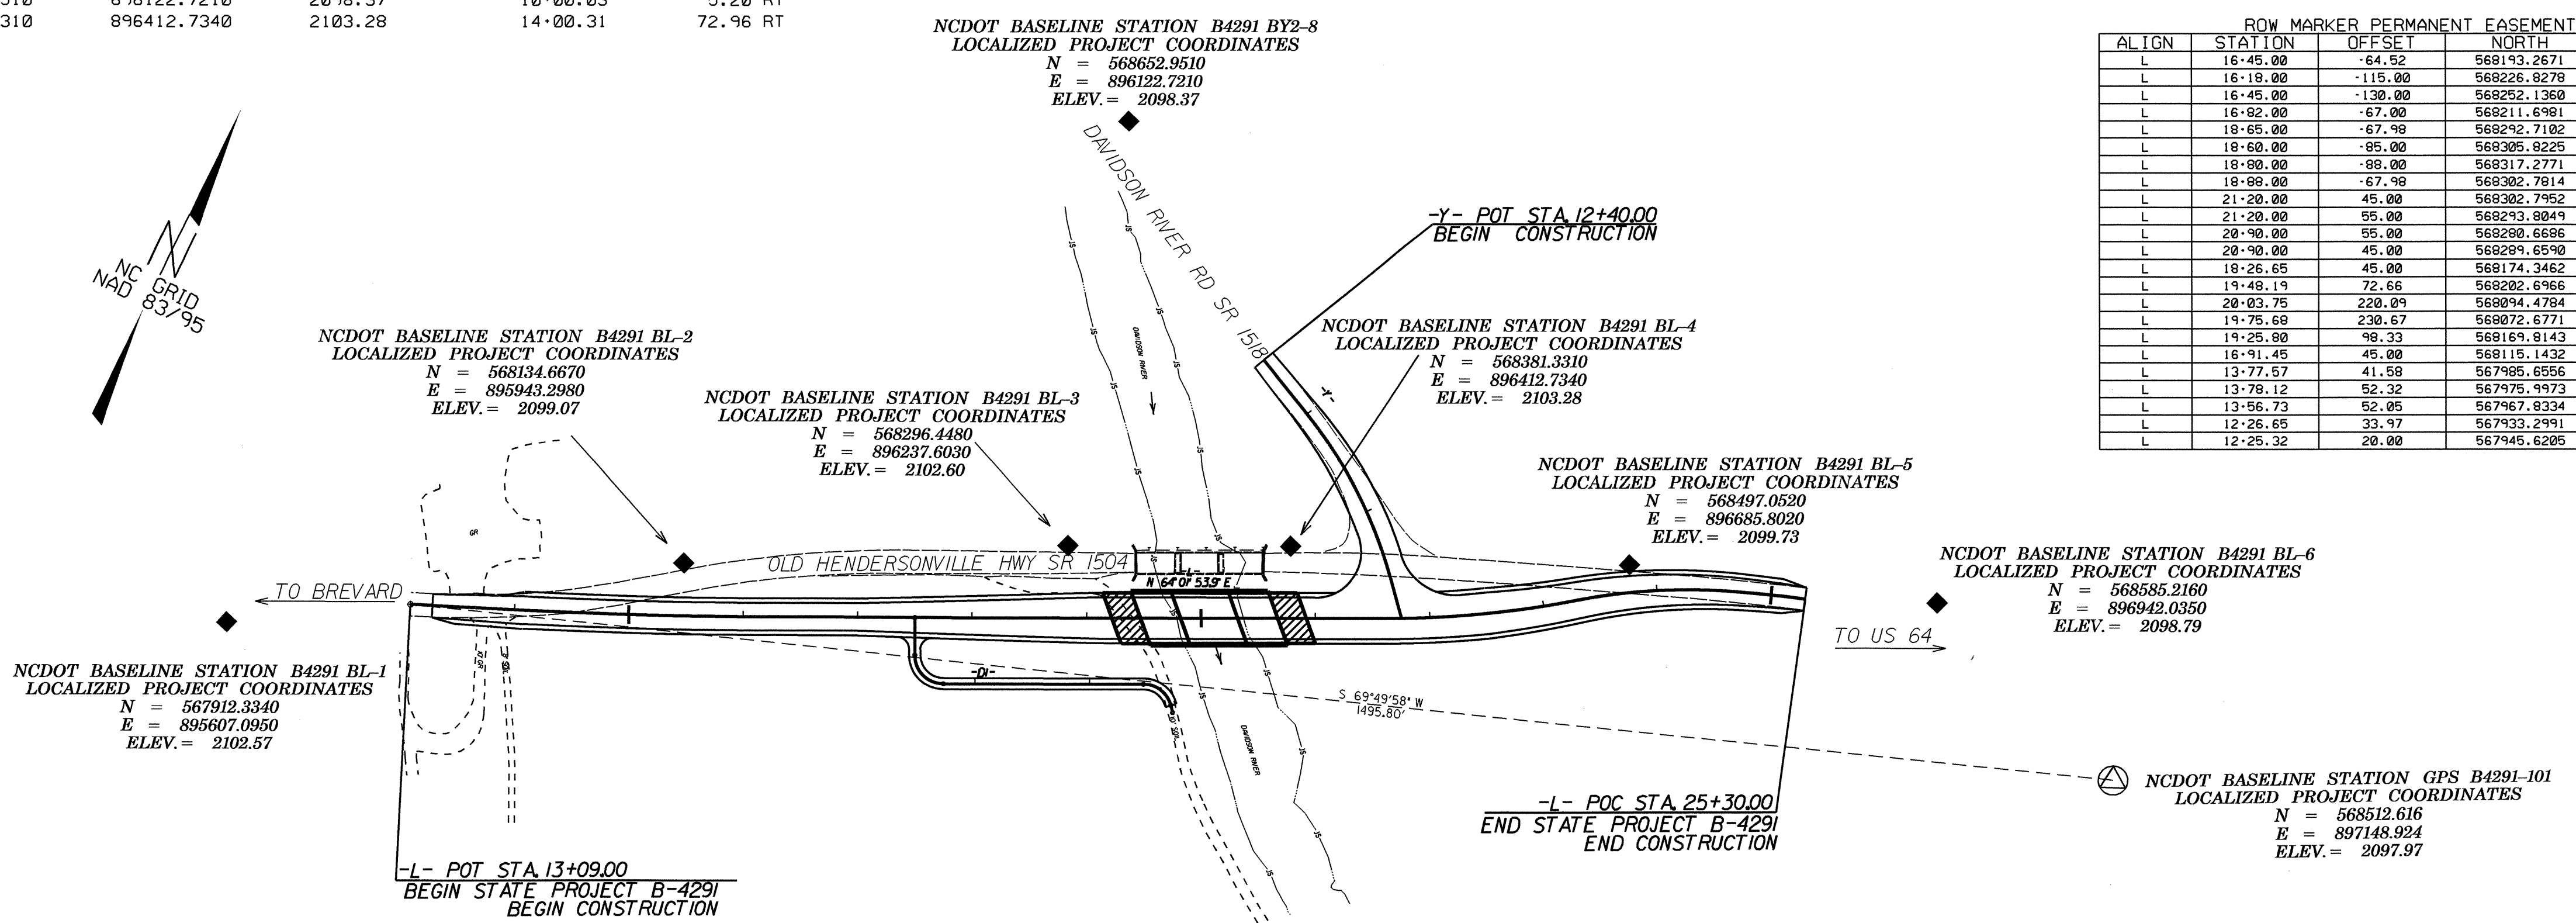 310 896412.7340 2103.28 14+00.31 72.96 RT
NCDOT BASELINE STATION B4291 BY2-8
LOCALIZED PROJECT COORDINATES
N = 568652.9510
E = 896122.7210
ELEV. = 2098.37
ROW MARKER PERMANENT EASEMENT
ALIGN STATION OFFSET NORTH
L 16+45.00 -64.52 568193.2671
L 16+18.00 -115.00 568226.8278
L 16+45.00 -130.00 568252.1360
L 16+82.00 -67.00 568211.6981
L 18+65.00 -67.98 568292.7102
L 18+60.00 -85.00 568305.8225
L 18+80.00 -88.00 568317.2771
L 18+88.00 -67.98 568302.7814
L 21+20.00 45.00 568302.7952
L 21+20.00 55.00 568293.8049
L 20+90.00 55.00 568280.6686
L 20+90.00 45.00 568289.6590
L 18+26.65 45.00 568174.3462
L 19+48.19 72.66 568202.6966
L 20+03.75 220.09 568094.4784
L 19+75.68 230.67 568072.6771
L 19+25.80 98.33 568169.8143
L 16+91.45 45.00 568115.1432
L 13+77.57 41.58 567985.6556
L 13+78.12 52.32 567975.9973
L 13+56.73 52.05 567967.8334
L 12+26.65 33.97 567933.2991
L 12+25.32 20.00 567945.6205
NC GRID
NAD 83/95
DAVIDSON RIVER RD SR 1518
-Y- POT STA. 12+40.00
BEGIN CONSTRUCTION
NCDOT BASELINE STATION B4291 BL-2
LOCALIZED PROJECT COORDINATES
N = 568134.6670
E = 895943.2980
ELEV. = 2099.07
NCDOT BASELINE STATION B4291 BL-3
LOCALIZED PROJECT COORDINATES
N = 568296.4480
E = 896237.6030
ELEV. = 2102.60
NCDOT BASELINE STATION B4291 BL-4
LOCALIZED PROJECT COORDINATES
N = 568381.3310
E = 896412.7340
ELEV. = 2103.28
NCDOT BASELINE STATION B4291 BL-5
LOCALIZED PROJECT COORDINATES
N = 568497.0520
E = 896685.8020
ELEV. = 2099.73
NCDOT BASELINE STATION B4291 BL-6
LOCALIZED PROJECT COORDINATES
N = 568585.2160
E = 896942.0350
ELEV. = 2098.79
DAVIDSON RIVER
-Y-
GR
JS
OLD HENDERSONVILLE HWY SR 1504
-L-
N 64° 01' 53.9" E
TO BREVARD
TO US 64
NCDOT BASELINE STATION B4291 BL-1
LOCALIZED PROJECT COORDINATES
N = 567912.3340
E = 895607.0950
ELEV. = 2102.57
-D1-
DAVIDSON RIVER
S 69°49'58" W
1495.80'
NCDOT BASELINE STATION GPS B4291-101
LOCALIZED PROJECT COORDINATES
N = 568512.616
E = 897148.924
ELEV. = 2097.97
-L- POC STA. 25+30.00
END STATE PROJECT B-4291
END CONSTRUCTION
-L- POT STA. 13+09.00
BEGIN STATE PROJECT B-4291
BEGIN CONSTRUCTION